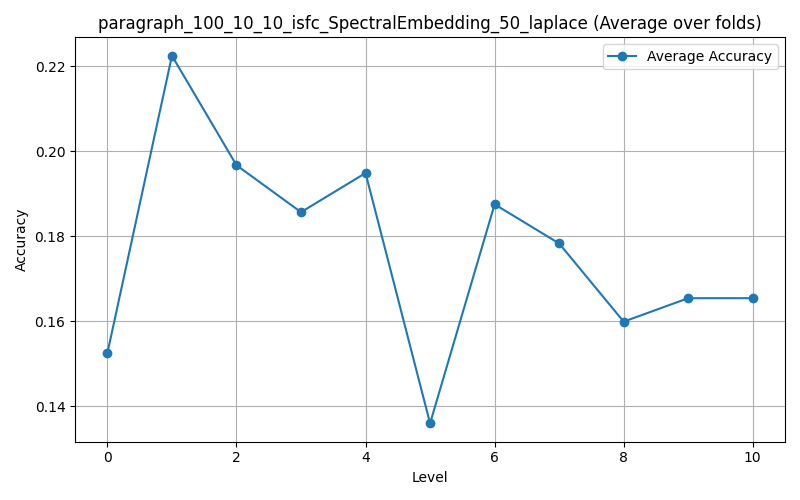 paragraph_100_10_10_isfc_SpectralEmbedding_50_laplace (Average over folds)
Average Accuracy
0.22
0.20
0.18
0.16
0.14
Accuracy
0 2 4 6 8 10
Level